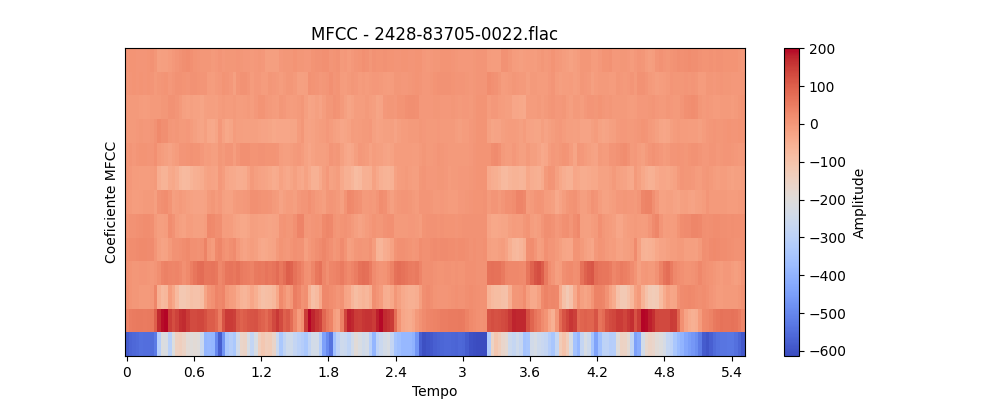 MFCC - 2428-83705-0022.flac
Coeficiente MFCC
0 0.6 1.2 1.8 2.4 3 3.6 4.2 4.8 5.4
Tempo
200
100
0
−100
−200
−300
−400
−500
−600
Amplitude